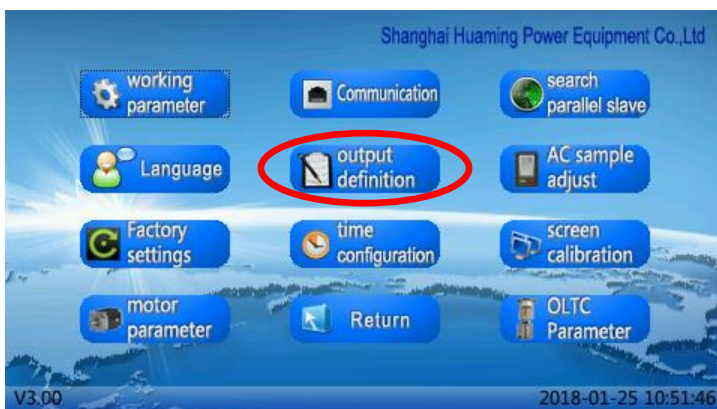 Shanghai Huaming Power Equipment Co.,Ltd
working
parameter
Communication
search
parallel slave
Language
output
definition
AC sample
adjust
Factory
settings
time
configuration
screen
calibration
motor
parameter
Return
OLTC
Parameter
V3.00
2018-01-25 10:51:46